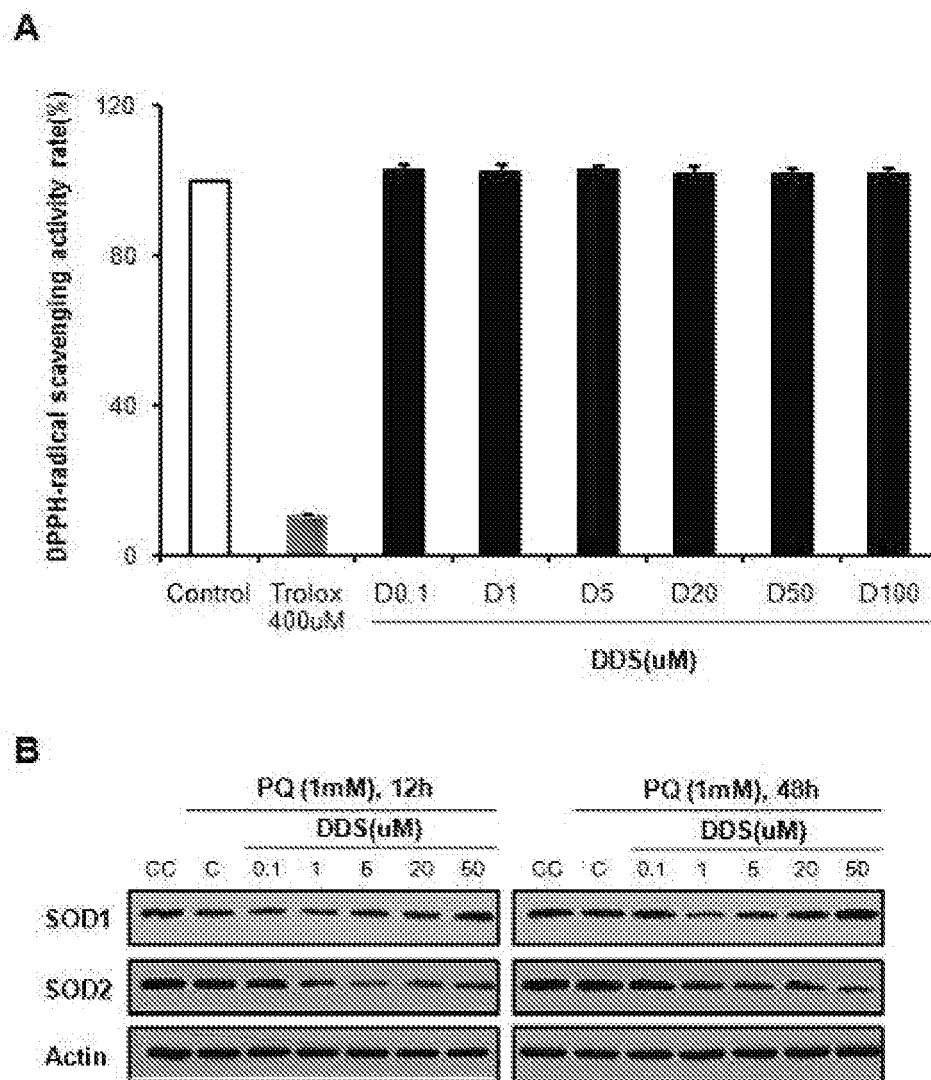 A
DPPH-radical scavenging activity rate(%)
120
80
40
0
Control Trolox 400uM D0.1 D1 D5 D20 D50 D100
DDS(uM)
B
PQ (1mM), 12h PQ (1mM), 48h
DDS(uM) DDS(uM)
CC C 0.1 1 5 20 50 CC C 0.1 1 5 20 50
SOD1
SOD2
Actin